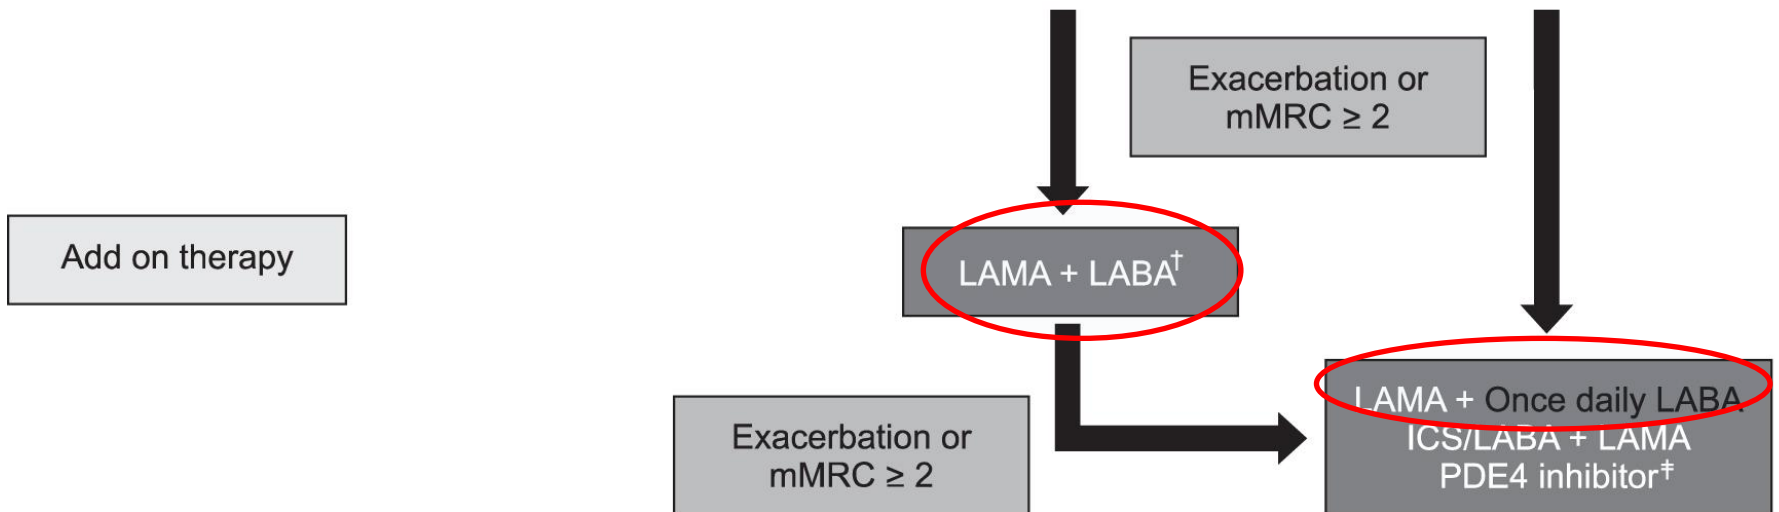 Exacerbation or
mMRC ≥ 2
Add on therapy
LAMA + LABA†
LAMA + Once daily LABA
ICS/LABA + LAMA
PDE4 inhibitor‡
Exacerbation or
mMRC ≥ 2